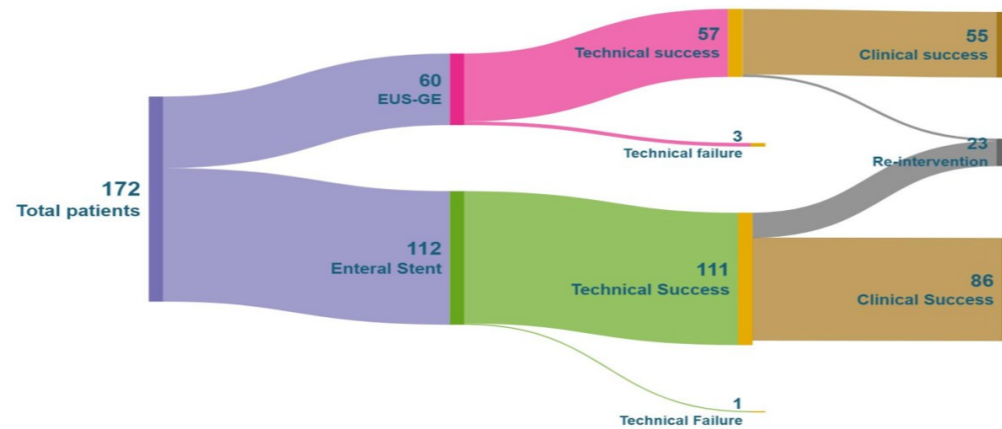 172
Total patients
60
EUS-GE
112
Enteral Stent
57
Technical success
3
Technical failure
111
Technical Success
1
Technical Failure
55
Clinical success
23
Re-intervention
86
Clinical Success